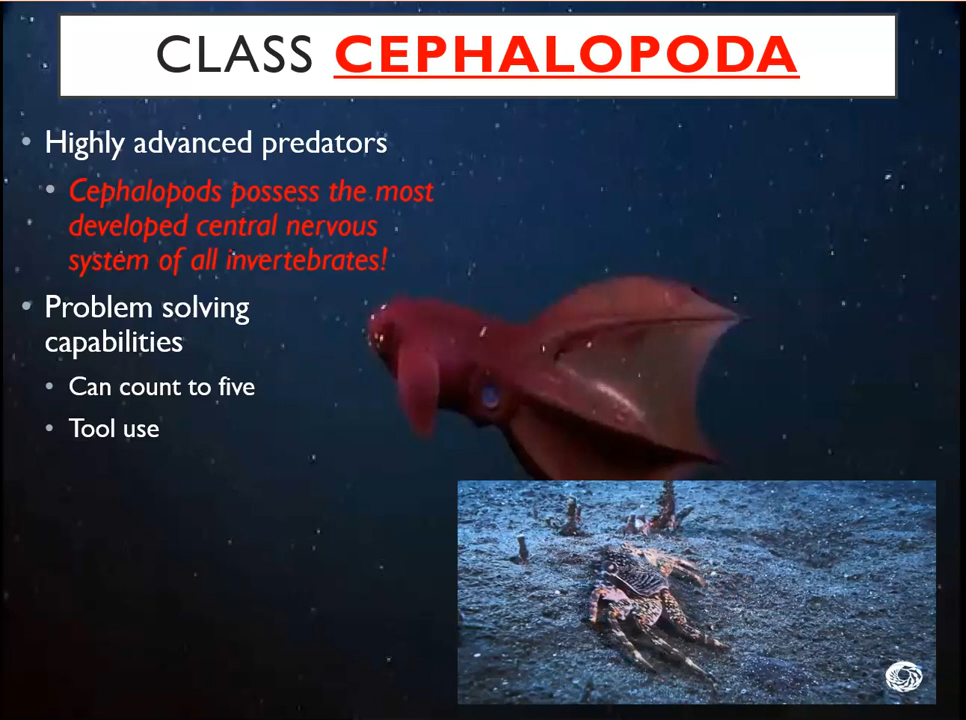 CLASS CEPHALOPODA
• Highly advanced predators
• Cephalopods possess the most
developed central nervous
system of all invertebrates!
• Problem solving
capabilities
• Can count to five
• Tool use